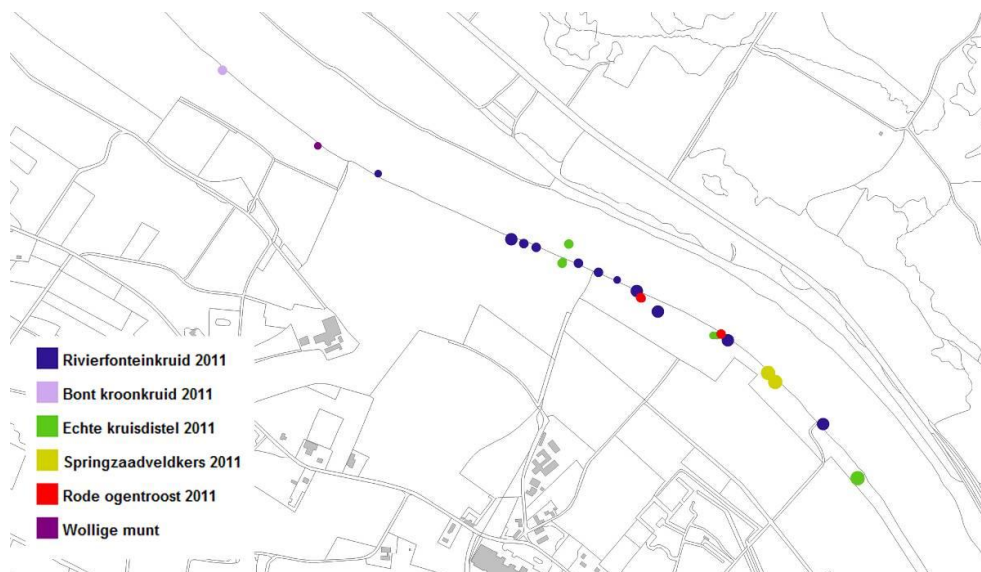 Rivierfonteinkruid 2011
Bont kroonkruid 2011
Echte kruisdistel 2011
Springzaadveldkers 2011
Rode ogentroost 2011
Wollige munt